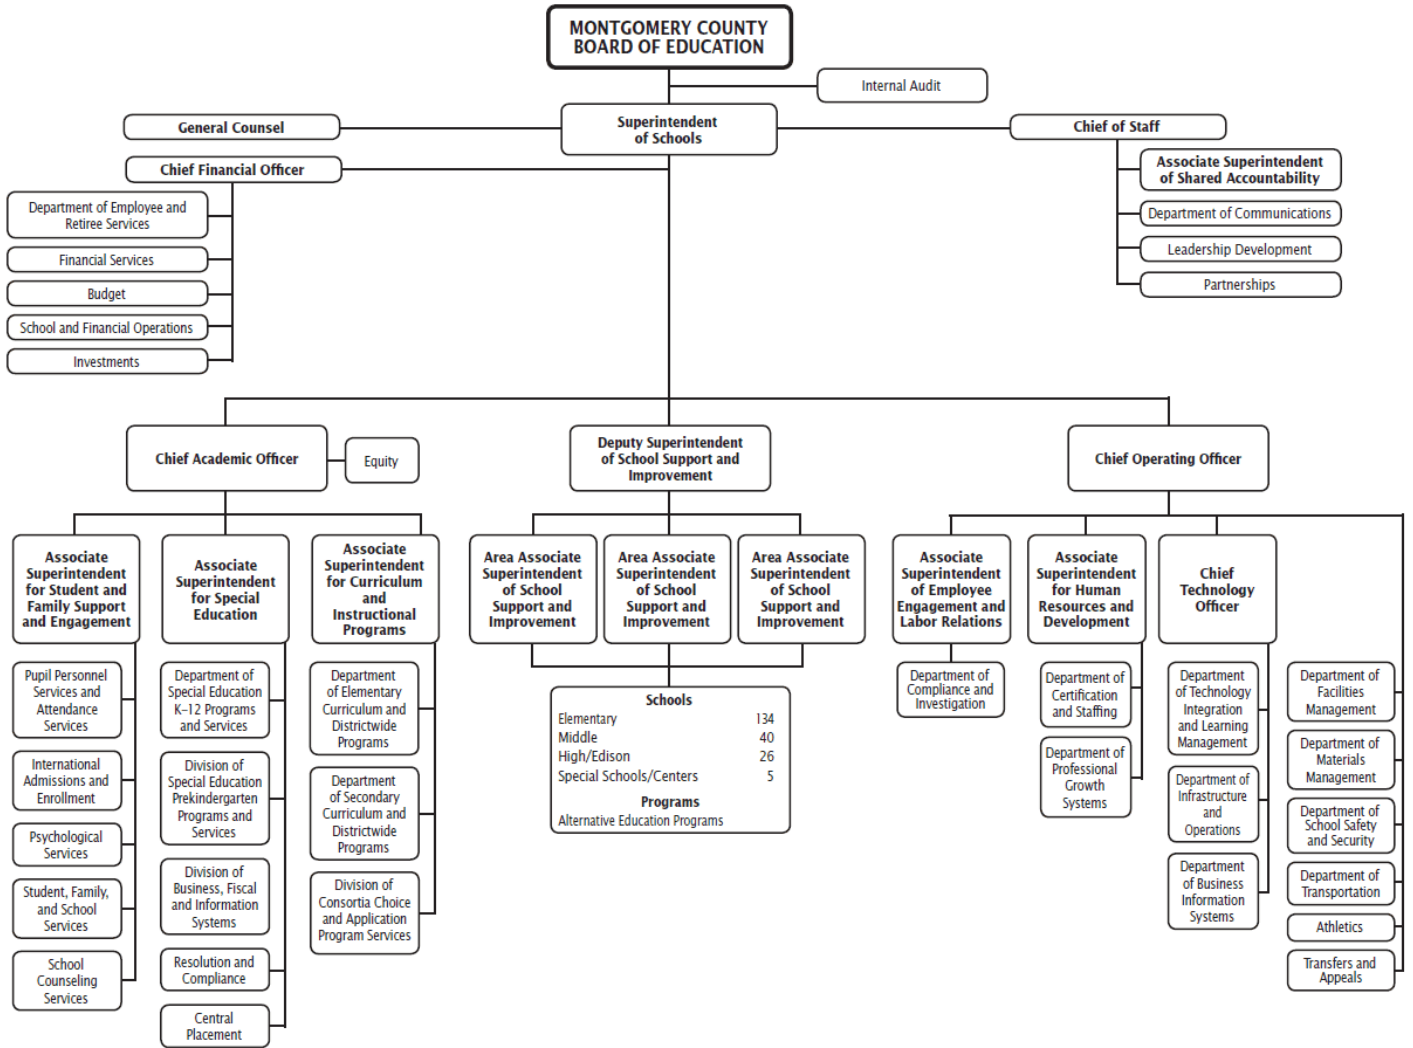 MONTGOMERY COUNTY
BOARD OF EDUCATION
Internal Audit
Superintendent
of Schools
General Counsel
Chief of Staff
Chief Financial Officer
Department of Employee and
Retiree Services
Financial Services
Budget
School and Financial Operations
Investments
Associate Superintendent
of Shared Accountability
Department of Communications
Leadership Development
Partnerships
Chief Academic Officer
Equity
Deputy Superintendent
of School Support and
Improvement
Chief Operating Officer
Associate
Superintendent
for Student and
Family Support
and Engagement
Pupil Personnel
Services and
Attendance
Services
International
Admissions and
Enrollment
Psychological
Services
Student, Family,
and School
Services
School
Counseling
Services
Associate
Superintendent
for Special
Education
Department of
Special Education
K–12 Programs
and Services
Division of
Special Education
Prekindergarten
Programs and
Services
Division of
Business, Fiscal
and Information
Systems
Resolution and
Compliance
Central
Placement
Associate
Superintendent
for Curriculum
and
Instructional
Programs
Department
of Elementary
Curriculum and
Districtwide
Programs
Department
of Secondary
Curriculum and
Districtwide
Programs
Division of
Consortia Choice
and Application
Program Services
Area Associate
Superintendent
of School
Support and
Improvement
Area Associate
Superintendent
of School
Support and
Improvement
Area Associate
Superintendent
of School
Support and
Improvement
Schools
Elementary 134
Middle 40
High/Edison 26
Special Schools/Centers 5
Programs
Alternative Education Programs
Associate
Superintendent
of Employee
Engagement and
Labor Relations
Department of
Compliance and
Investigation
Associate
Superintendent
for Human
Resources and
Development
Department of
Certification
and Staffing
Department of
Professional
Growth
Systems
Chief
Technology
Officer
Department
of Technology
Integration
and Learning
Management
Department of
Infrastructure
and
Operations
Department
of Business
Information
Systems
Department of
Facilities
Management
Department of
Materials
Management
Department of
School Safety
and Security
Department of
Transportation
Athletics
Transfers and
Appeals